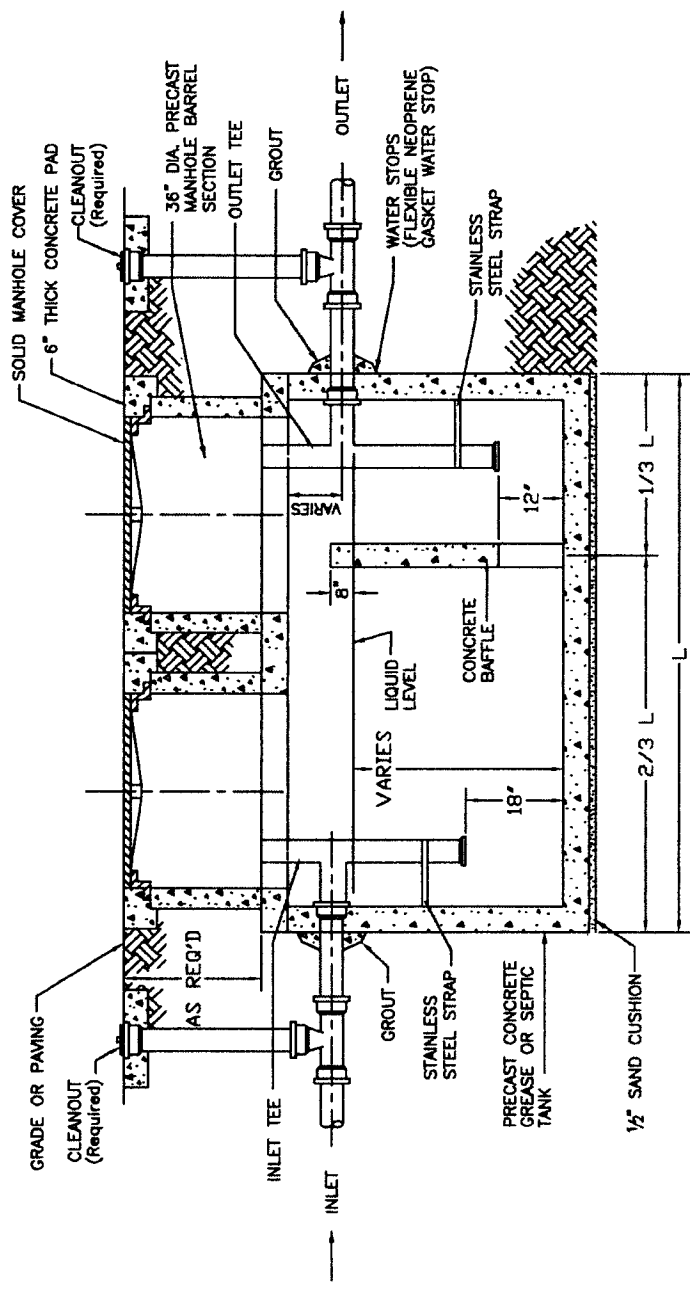 SOLID MANHOLE COVER
6" THICK CONCRETE PAD
CLEANOUT
(Required)
36" DIA. PRECAST
MANHOLE BARREL
SECTION
OUTLET TEE
GROUT
OUTLET
WATER STOPS
(FLEXIBLE NEOPRENE
GASKET WATER STOP)
STAINLESS
STEEL STRAP
GRADE OR PAVING
CLEANOUT
(Required)
AS REQ'D
INLET TEE
INLET
GROUT
STAINLESS
STEEL STRAP
PRECAST CONCRETE
GREASE OR SEPTIC
TANK
½" SAND CUSHION
VARIES
8"
LIQUID
LEVEL
VARIES
CONCRETE
BAFFLE
12"
18"
2/3 L
1/3 L
L